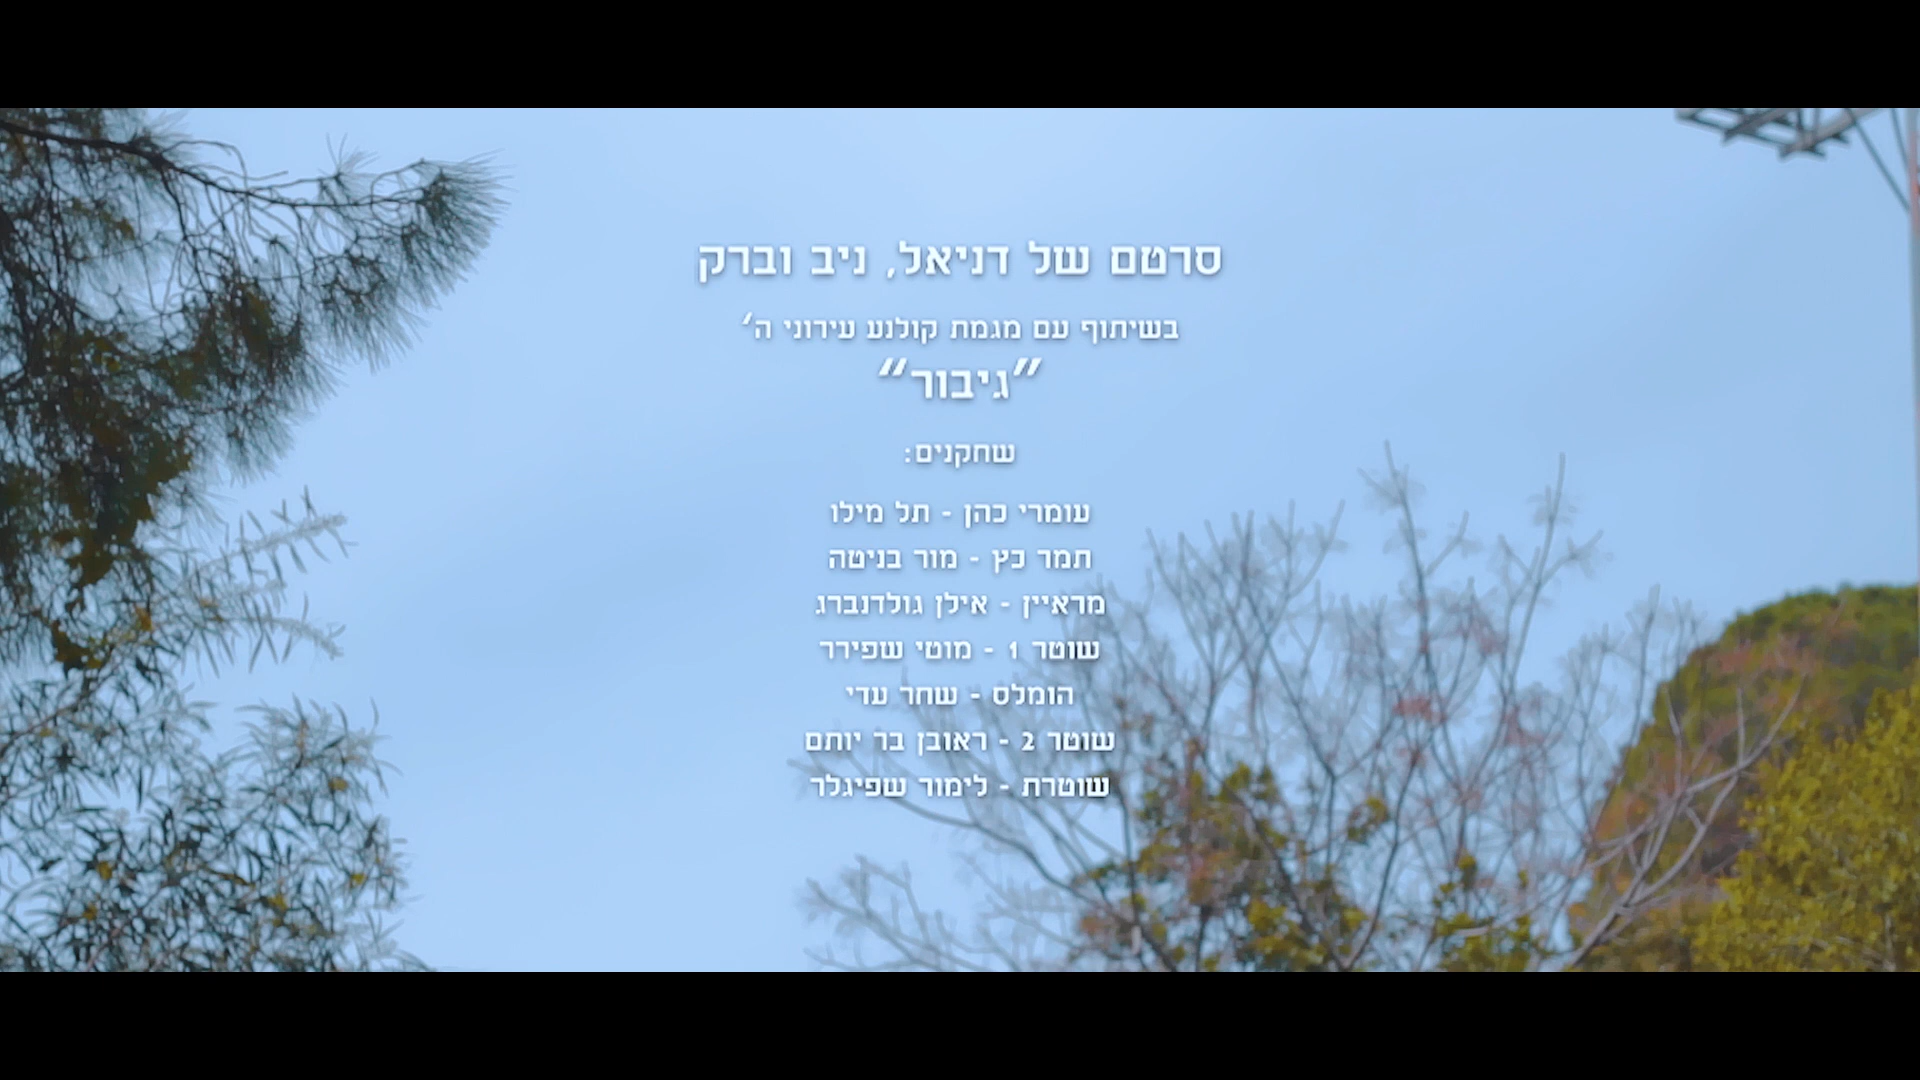 סרטם של דניאל, ניב וברק
בשיתוף עם מגמת קולנע עירוני ה'
"גיבור"
שחקנים:
עומרי כהן - תל מילו
תמר כץ - מור בניטה
מראיין - אילן גולדנברג
שוטר 1 - מוטי שפירר
הומלס - שחר עדי
שוטר 2 - ראובן בר יותם
שוטרת - לימור שפיגלר